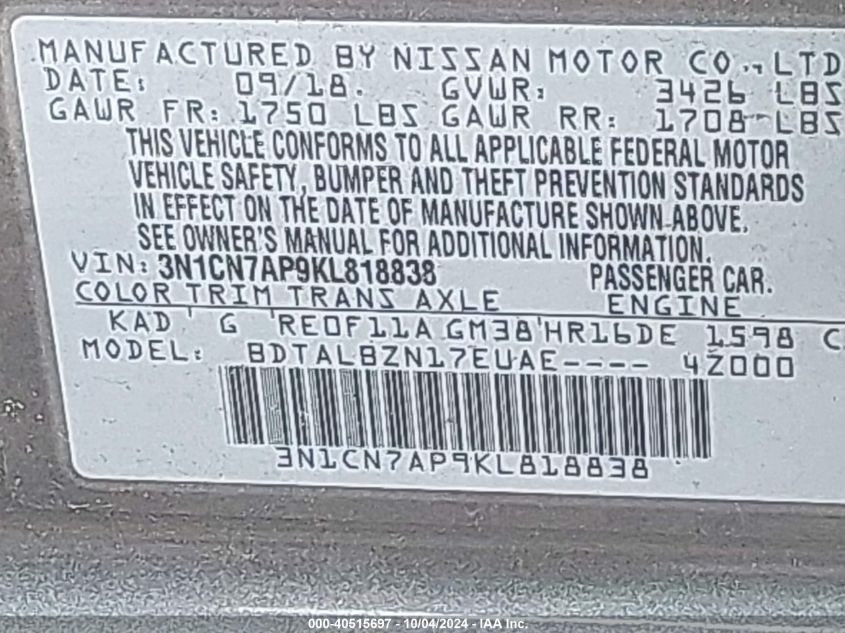 MANUFACTURED BY NISSAN MOTOR CO., LTD
DATE: 09/18. GVWR: 3426 LBS
GAWR FR: 1750 LBS GAWR RR: 1708 LBS
THIS VEHICLE CONFORMS TO ALL APPLICABLE FEDERAL MOTOR
VEHICLE SAFETY, BUMPER AND THEFT PREVENTION STANDARDS
IN EFFECT ON THE DATE OF MANUFACTURE SHOWN ABOVE.
SEE OWNER'S MANUAL FOR ADDITIONAL INFORMATION.
VIN: 3N1CN7AP9KL818838 PASSENGER CAR.
COLOR TRIM TRANS AXLE ENGINE
KAD G RE0F11A GM38 HR16DE 1598 C
MODEL: BDTALBZN17EUAE---- 4Z000
3N1CN7AP9KL818838
000-40515697 - 10/04/2024 - © IAA, Inc.